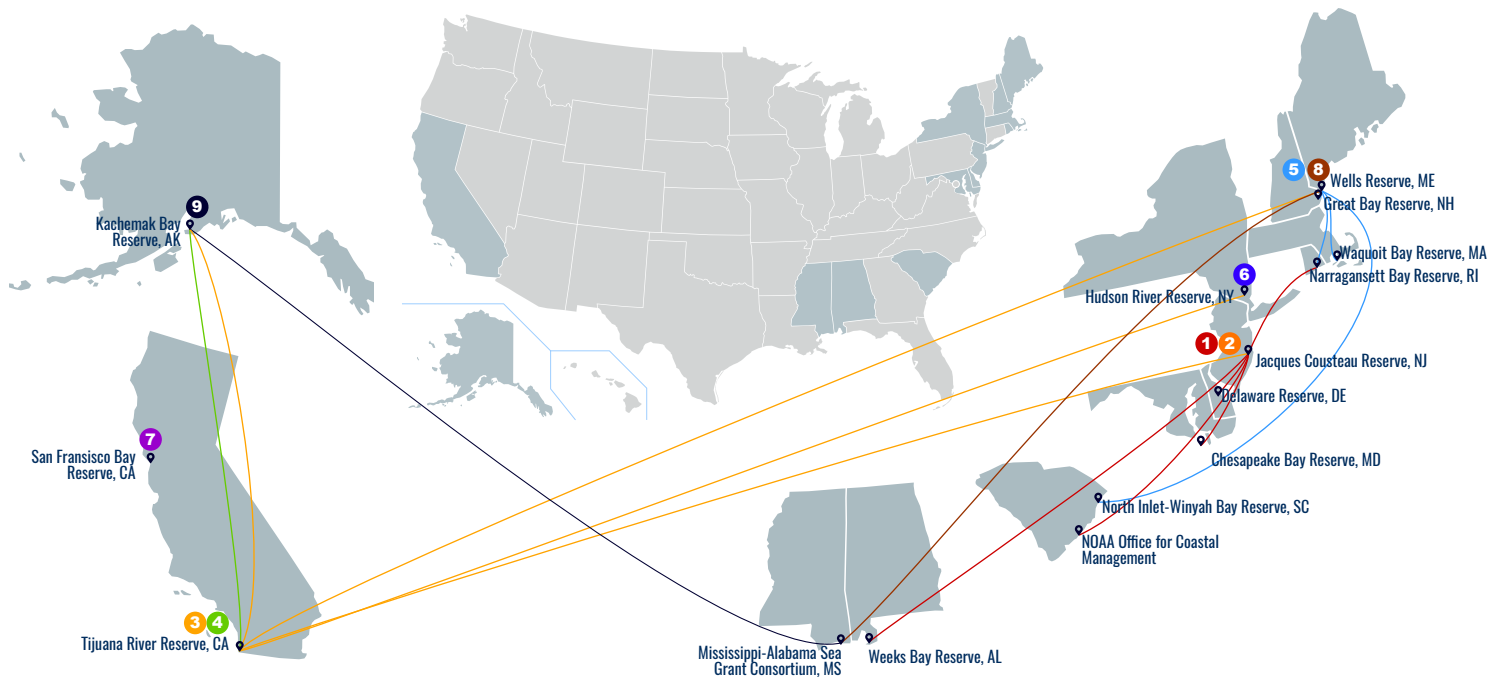 9
Kachemak Bay
Reserve, AK
7
San Fransisco Bay
Reserve, CA
3 4
Tijuana River Reserve, CA
5 8
Wells Reserve, ME
Great Bay Reserve, NH
Waquoit Bay Reserve, MA
Narragansett Bay Reserve, RI
6
Hudson River Reserve, NY
1 2
Jacques Cousteau Reserve, NJ
Delaware Reserve, DE
Chesapeake Bay Reserve, MD
North Inlet-Winyah Bay Reserve, SC
NOAA Office for Coastal
Management
Mississippi-Alabama Sea
Grant Consortium, MS
Weeks Bay Reserve, AL